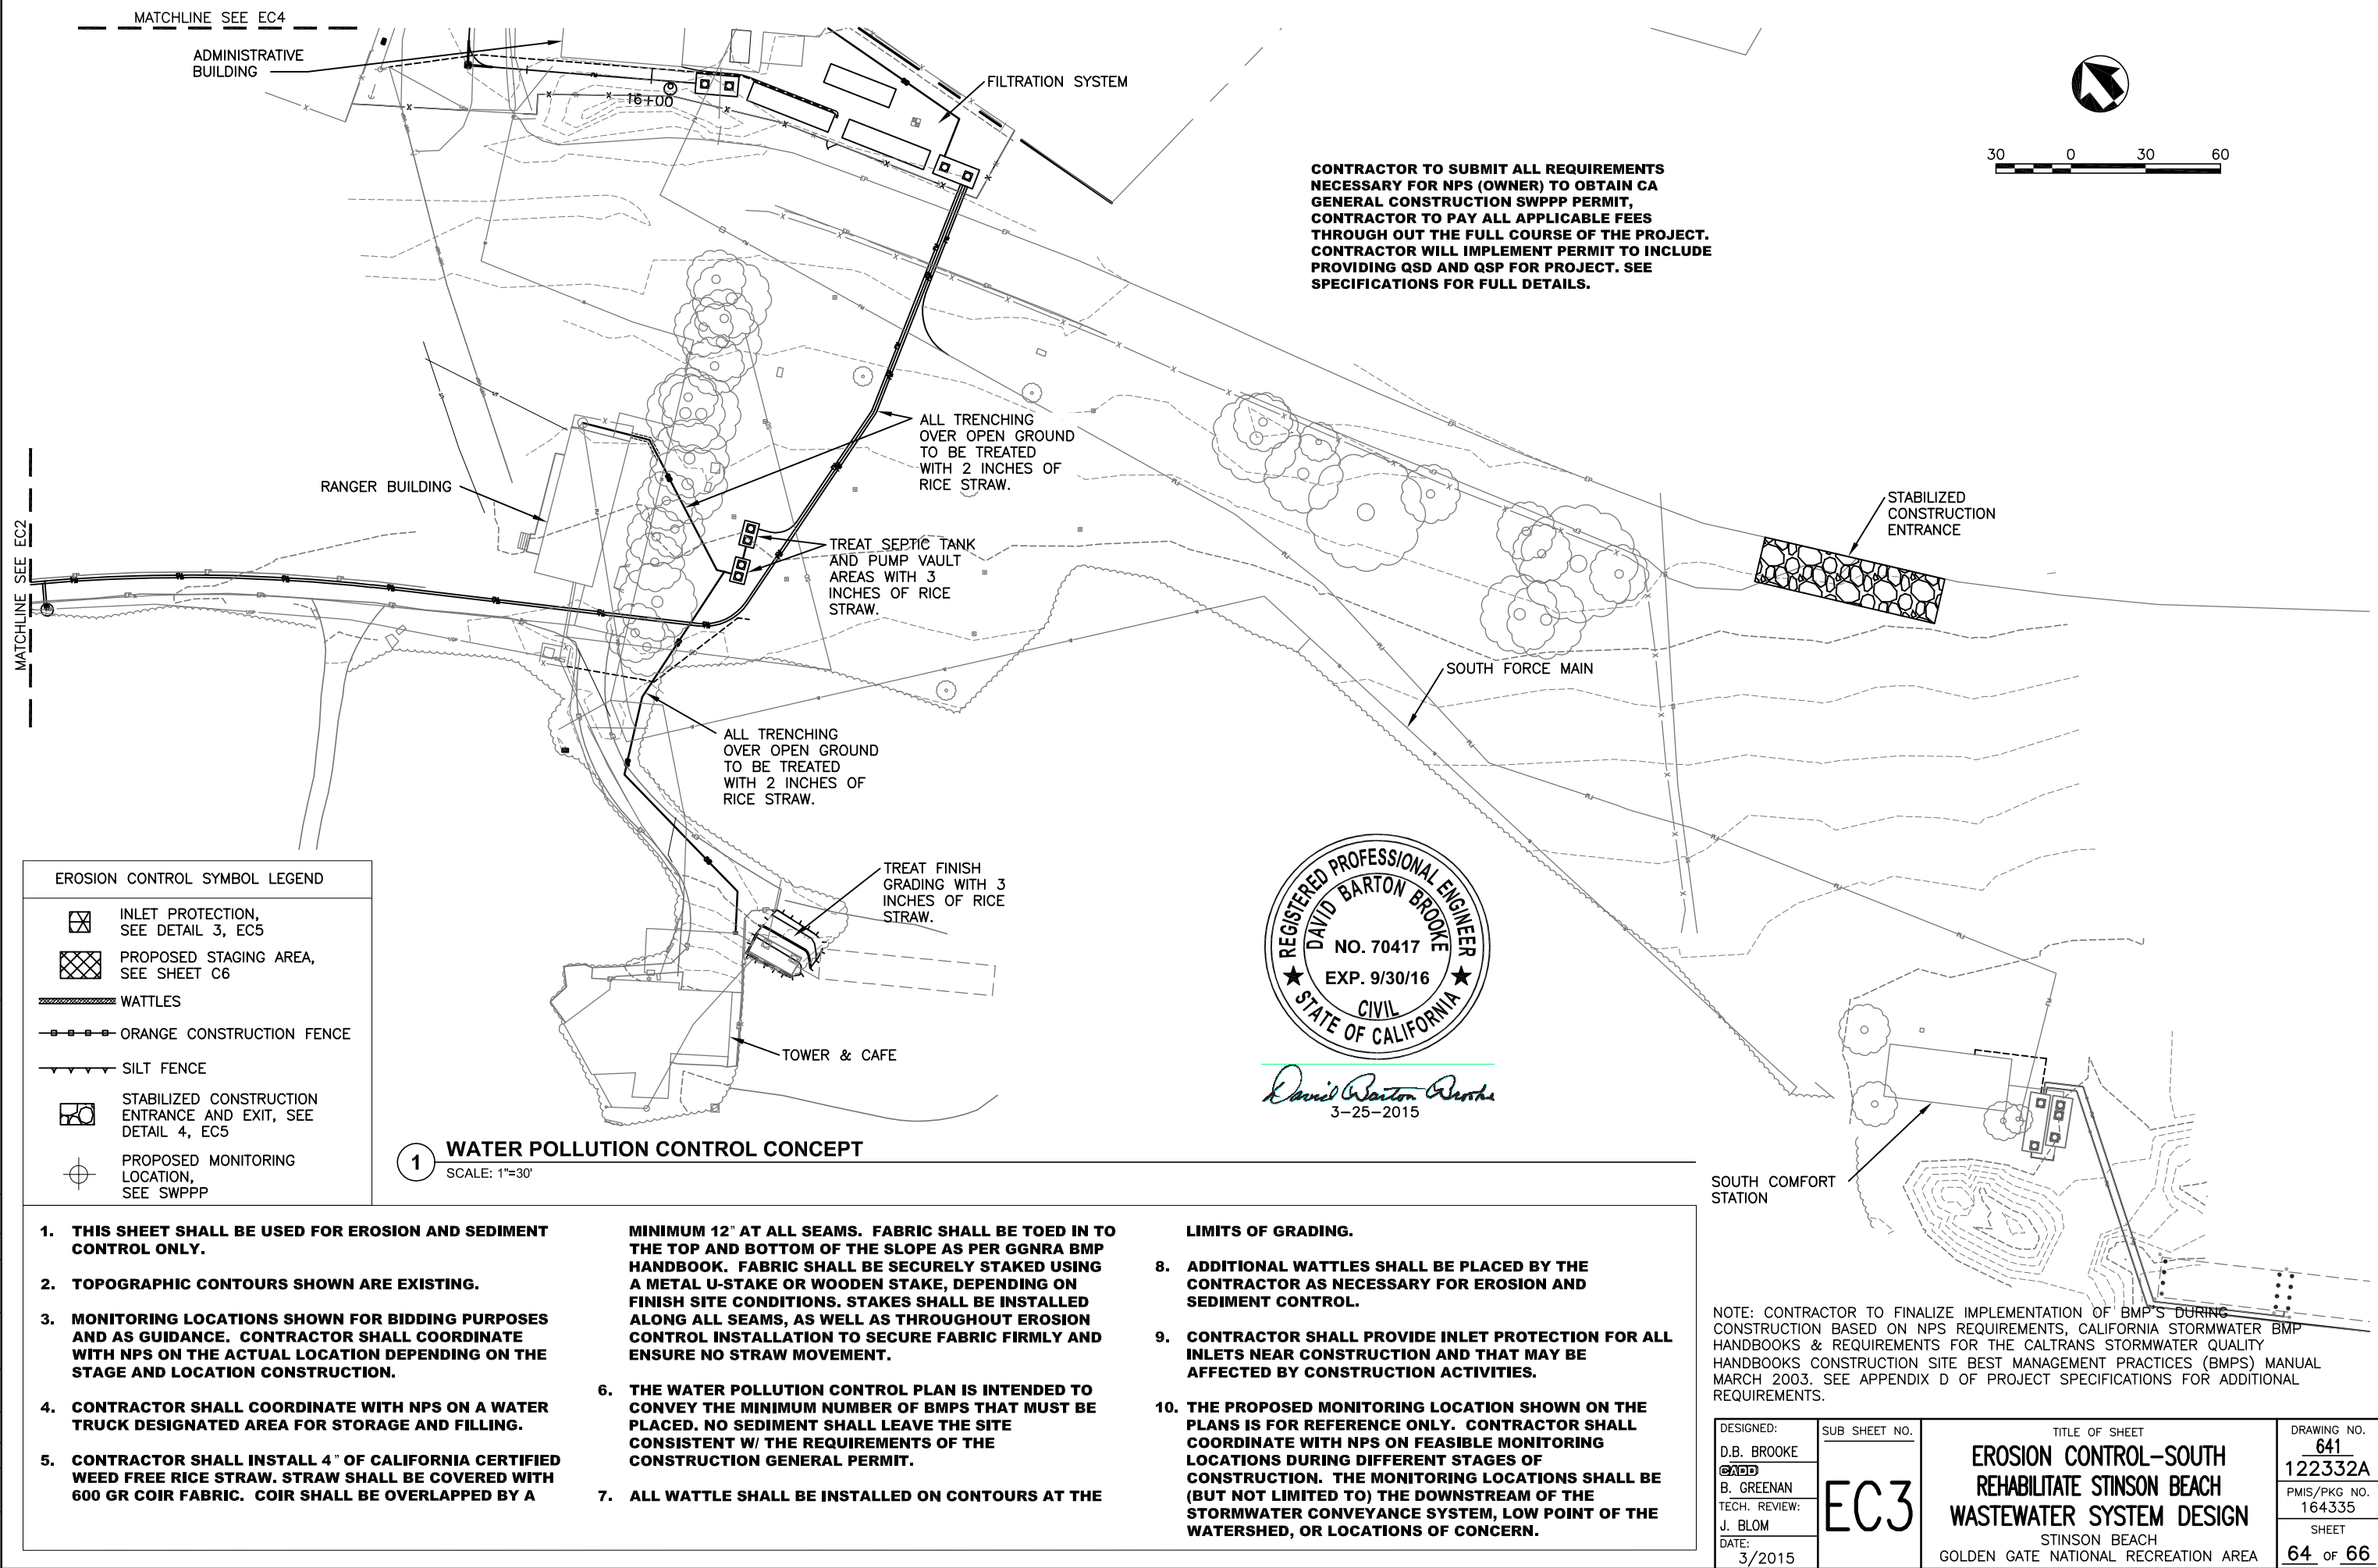 MATCHLINE SEE EC4
ADMINISTRATIVE
BUILDING
16+00
FILTRATION SYSTEM
30 0 30 60
CONTRACTOR TO SUBMIT ALL REQUIREMENTS
NECESSARY FOR NPS (OWNER) TO OBTAIN CA
GENERAL CONSTRUCTION SWPPP PERMIT,
CONTRACTOR TO PAY ALL APPLICABLE FEES
THROUGH OUT THE FULL COURSE OF THE PROJECT.
CONTRACTOR WILL IMPLEMENT PERMIT TO INCLUDE
PROVIDING QSD AND QSP FOR PROJECT. SEE
SPECIFICATIONS FOR FULL DETAILS.
ALL TRENCHING
OVER OPEN GROUND
TO BE TREATED
WITH 2 INCHES OF
RICE STRAW.
RANGER BUILDING
MATCHLINE SEE EC2
TREAT SEPTIC TANK
AND PUMP VAULT
AREAS WITH 3
INCHES OF RICE
STRAW.
STABILIZED
CONSTRUCTION
ENTRANCE
SOUTH FORCE MAIN
ALL TRENCHING
OVER OPEN GROUND
TO BE TREATED
WITH 2 INCHES OF
RICE STRAW.
TREAT FINISH
GRADING WITH 3
INCHES OF RICE
STRAW.
TOWER & CAFE
SOUTH COMFORT
STATION
EROSION CONTROL SYMBOL LEGEND
INLET PROTECTION,
SEE DETAIL 3, EC5
PROPOSED STAGING AREA,
SEE SHEET C6
WATTLES
ORANGE CONSTRUCTION FENCE
SILT FENCE
STABILIZED CONSTRUCTION
ENTRANCE AND EXIT, SEE
DETAIL 4, EC5
PROPOSED MONITORING
LOCATION,
SEE SWPPP
REGISTERED PROFESSIONAL ENGINEER
DAVID BARTON BROOKE
NO. 70417
EXP. 9/30/16
CIVIL
STATE OF CALIFORNIA
David Barton Brooke
3-25-2015
1 WATER POLLUTION CONTROL CONCEPT
SCALE: 1"=30'
1. THIS SHEET SHALL BE USED FOR EROSION AND SEDIMENT
CONTROL ONLY.
2. TOPOGRAPHIC CONTOURS SHOWN ARE EXISTING.
3. MONITORING LOCATIONS SHOWN FOR BIDDING PURPOSES
AND AS GUIDANCE. CONTRACTOR SHALL COORDINATE
WITH NPS ON THE ACTUAL LOCATION DEPENDING ON THE
STAGE AND LOCATION CONSTRUCTION.
4. CONTRACTOR SHALL COORDINATE WITH NPS ON A WATER
TRUCK DESIGNATED AREA FOR STORAGE AND FILLING.
5. CONTRACTOR SHALL INSTALL 4" OF CALIFORNIA CERTIFIED
WEED FREE RICE STRAW. STRAW SHALL BE COVERED WITH
600 GR COIR FABRIC. COIR SHALL BE OVERLAPPED BY A
MINIMUM 12" AT ALL SEAMS. FABRIC SHALL BE TOED IN TO
THE TOP AND BOTTOM OF THE SLOPE AS PER GGNRA BMP
HANDBOOK. FABRIC SHALL BE SECURELY STAKED USING
A METAL U-STAKE OR WOODEN STAKE, DEPENDING ON
FINISH SITE CONDITIONS. STAKES SHALL BE INSTALLED
ALONG ALL SEAMS, AS WELL AS THROUGHOUT EROSION
CONTROL INSTALLATION TO SECURE FABRIC FIRMLY AND
ENSURE NO STRAW MOVEMENT.
6. THE WATER POLLUTION CONTROL PLAN IS INTENDED TO
CONVEY THE MINIMUM NUMBER OF BMPS THAT MUST BE
PLACED. NO SEDIMENT SHALL LEAVE THE SITE
CONSISTENT W/ THE REQUIREMENTS OF THE
CONSTRUCTION GENERAL PERMIT.
7. ALL WATTLE SHALL BE INSTALLED ON CONTOURS AT THE
LIMITS OF GRADING.
8. ADDITIONAL WATTLES SHALL BE PLACED BY THE
CONTRACTOR AS NECESSARY FOR EROSION AND
SEDIMENT CONTROL.
9. CONTRACTOR SHALL PROVIDE INLET PROTECTION FOR ALL
INLETS NEAR CONSTRUCTION AND THAT MAY BE
AFFECTED BY CONSTRUCTION ACTIVITIES.
10. THE PROPOSED MONITORING LOCATION SHOWN ON THE
PLANS IS FOR REFERENCE ONLY. CONTRACTOR SHALL
COORDINATE WITH NPS ON FEASIBLE MONITORING
LOCATIONS DURING DIFFERENT STAGES OF
CONSTRUCTION. THE MONITORING LOCATIONS SHALL BE
(BUT NOT LIMITED TO) THE DOWNSTREAM OF THE
STORMWATER CONVEYANCE SYSTEM, LOW POINT OF THE
WATERSHED, OR LOCATIONS OF CONCERN.
NOTE: CONTRACTOR TO FINALIZE IMPLEMENTATION OF BMP'S DURING
CONSTRUCTION BASED ON NPS REQUIREMENTS, CALIFORNIA STORMWATER BMP
HANDBOOKS & REQUIREMENTS FOR THE CALTRANS STORMWATER QUALITY
HANDBOOKS CONSTRUCTION SITE BEST MANAGEMENT PRACTICES (BMPS) MANUAL
MARCH 2003. SEE APPENDIX D OF PROJECT SPECIFICATIONS FOR ADDITIONAL
REQUIREMENTS.
DESIGNED:
D.B. BROOKE
CADD
B. GREENAN
TECH. REVIEW:
J. BLOM
DATE:
3/2015
SUB SHEET NO.
EC3
TITLE OF SHEET
EROSION CONTROL-SOUTH
REHABILITATE STINSON BEACH
WASTEWATER SYSTEM DESIGN
STINSON BEACH
GOLDEN GATE NATIONAL RECREATION AREA
DRAWING NO.
641
122332A
PMIS/PKG NO.
164335
SHEET
64 OF 66